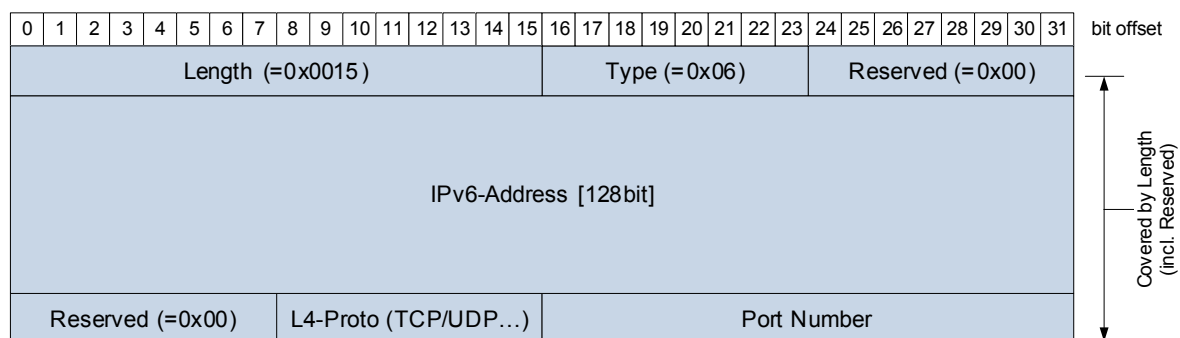 0 1 2 3 4 5 6 7 8 9 10 11 12 13 14 15 16 17 18 19 20 21 22 23 24 25 26 27 28 29 30 31 bit offset
Length (=0x0015) Type (=0x06) Reserved (=0x00)
IPv6-Address [128bit]
Covered by Length
(incl. Reserved)
Reserved (=0x00) L4-Proto (TCP/UDP…) Port Number